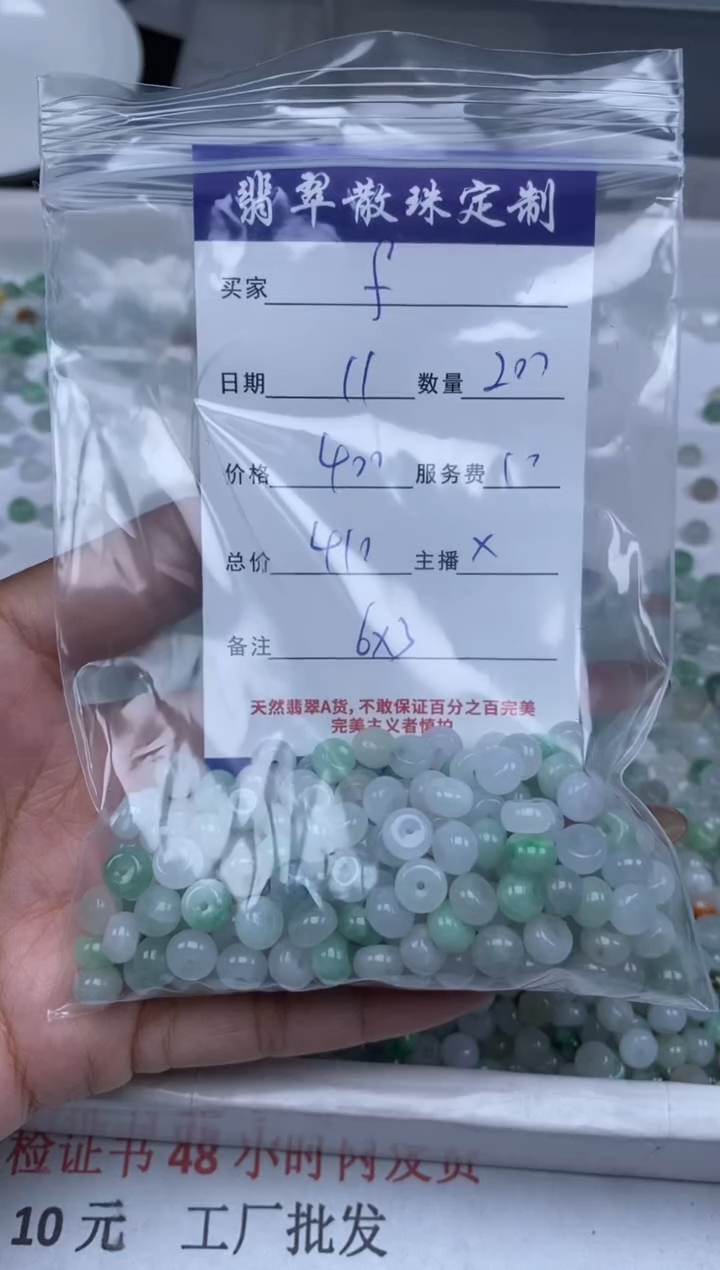 翡翠散珠定制
买家 f
日期 11 数量 200
价格 400 服务费 10
总价 410 主播 X
备注 6X3
天然翡翠A货,不敢保证百分之百完美
完美主义者慎拍
检证书 48 小时内发货
10 元 工厂批发